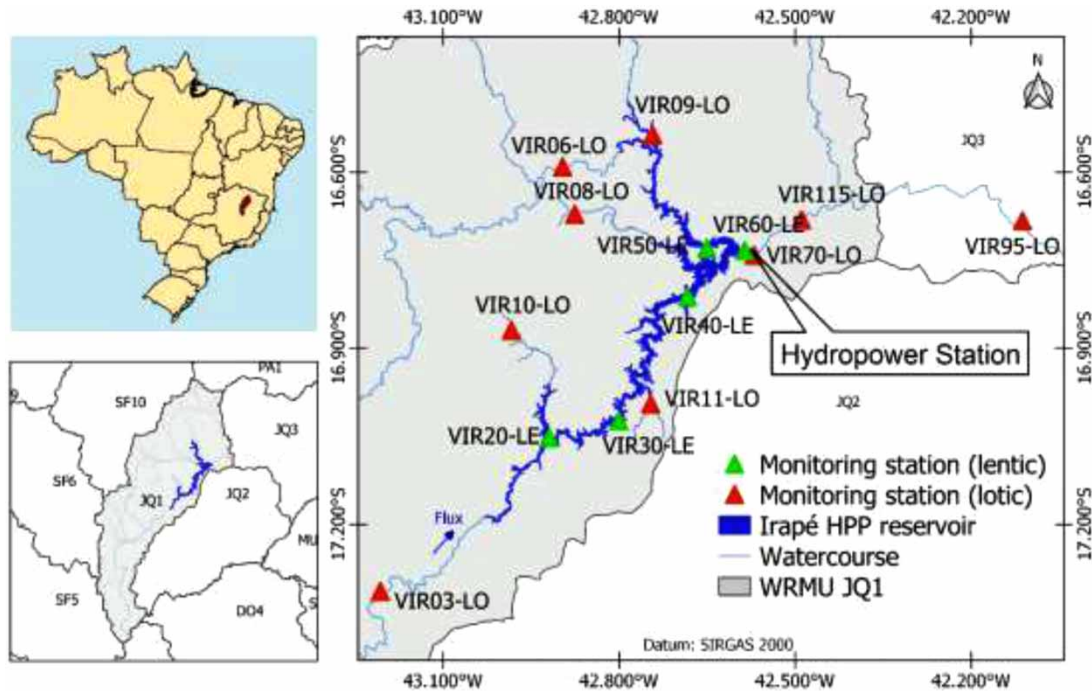 43.100°W 42.800°W 42.500°W 42.200°W
N
VIR09-LO
JQ3
VIR06-LO
16.600°S
16.600°S
VIR08-LO
VIR115-LO
VIR60-LE
VIR50-LE
VIR70-LO
VIR95-LO
VIR10-LO
VIR40-LE
Hydropower Station
16.900°S
16.900°S
VIR11-LO
JQ2
VIR20-LE
VIR30-LE
Monitoring station (lentic)
Monitoring station (lotic)
Flux
Irapé HPP reservoir
17.200°S
17.200°S
Watercourse
WRMU JQ1
VIR03-LO
Datum: SIRGAS 2000
43.100°W 42.800°W 42.500°W 42.200°W
PA1
SF10
JQ3
SF6
JQ1
JQ2
MU
SF5
DO4